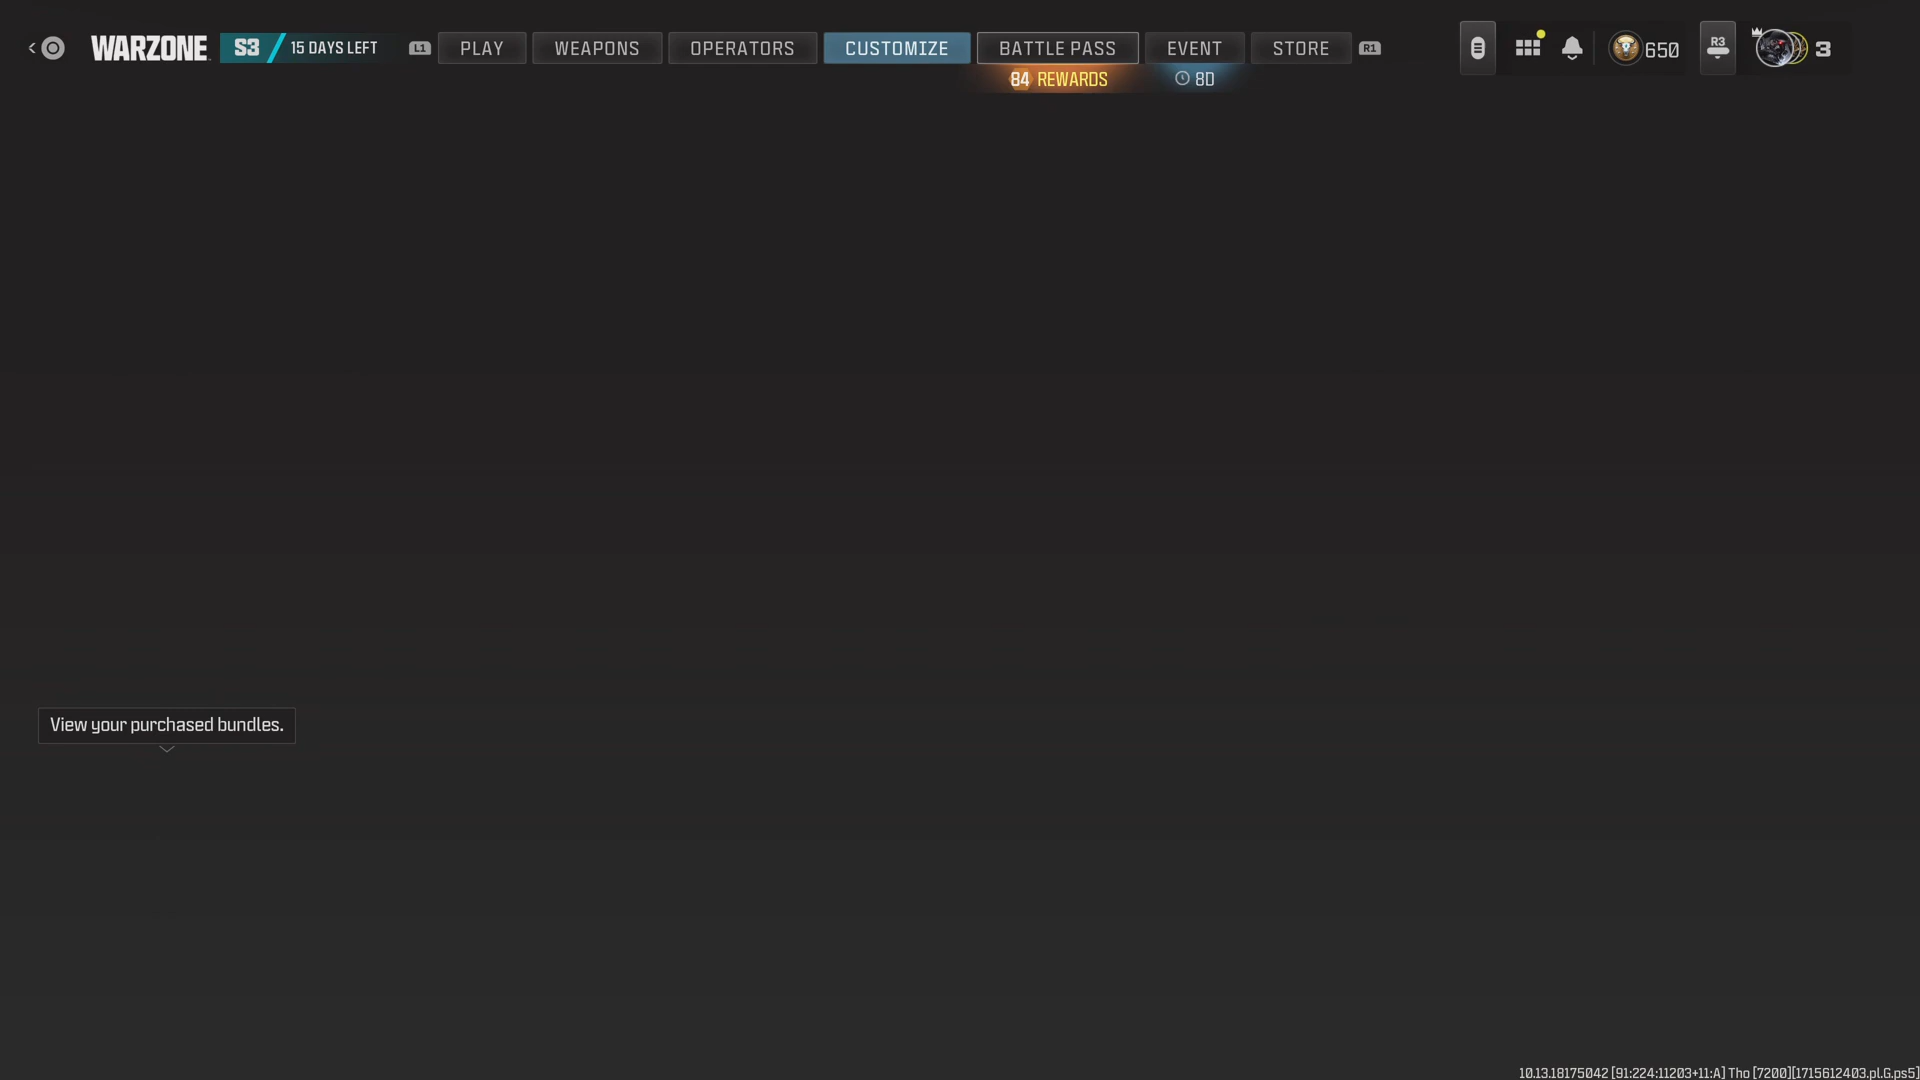 WARZONE S3 15 DAYS LEFT L1 PLAY WEAPONS OPERATORS CUSTOMIZE BATTLE PASS EVENT STORE R1 650 R3 3
84 REWARDS 8D
View your purchased bundles.
10.13.18175042 [91:224:11203+11:A] Tho [7200][1715612403.pl.G.ps5]